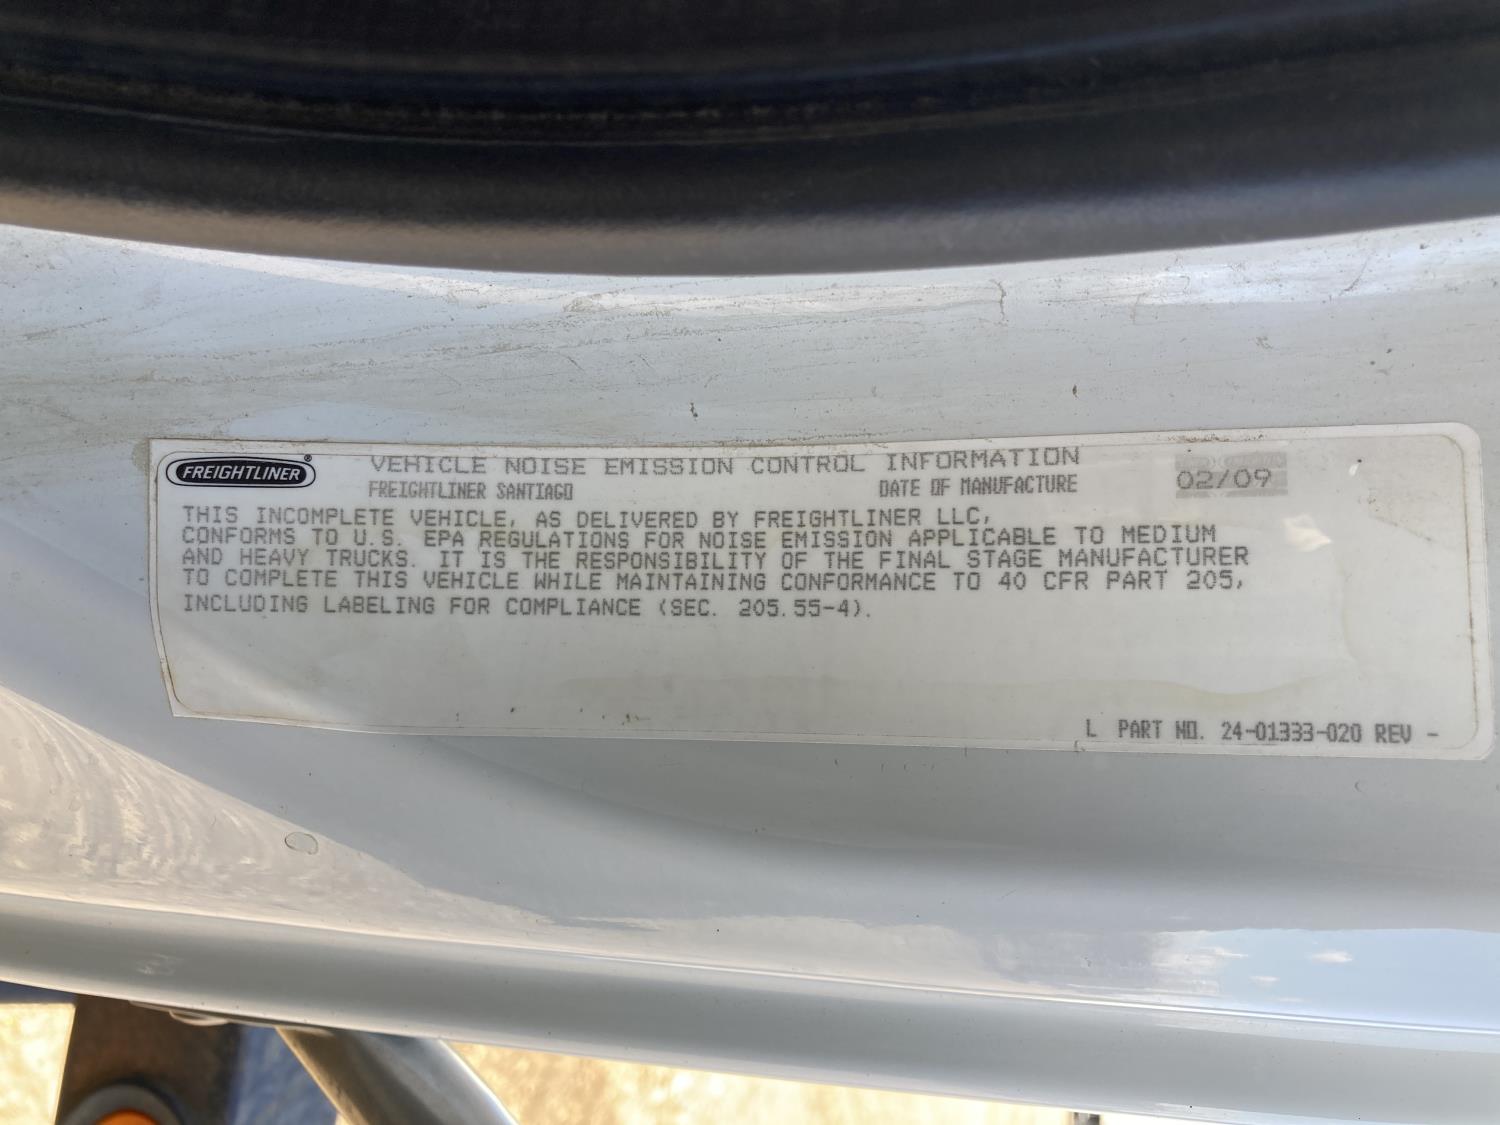 FREIGHTLINER®
VEHICLE NOISE EMISSION CONTROL INFORMATION
FREIGHTLINER SANTIAGO DATE OF MANUFACTURE 02/09
THIS INCOMPLETE VEHICLE, AS DELIVERED BY FREIGHTLINER LLC,
CONFORMS TO U.S. EPA REGULATIONS FOR NOISE EMISSION APPLICABLE TO MEDIUM
AND HEAVY TRUCKS. IT IS THE RESPONSIBILITY OF THE FINAL STAGE MANUFACTURER
TO COMPLETE THIS VEHICLE WHILE MAINTAINING CONFORMANCE TO 40 CFR PART 205,
INCLUDING LABELING FOR COMPLIANCE (SEC. 205.55-4).
L PART NO. 24-01333-020 REV -